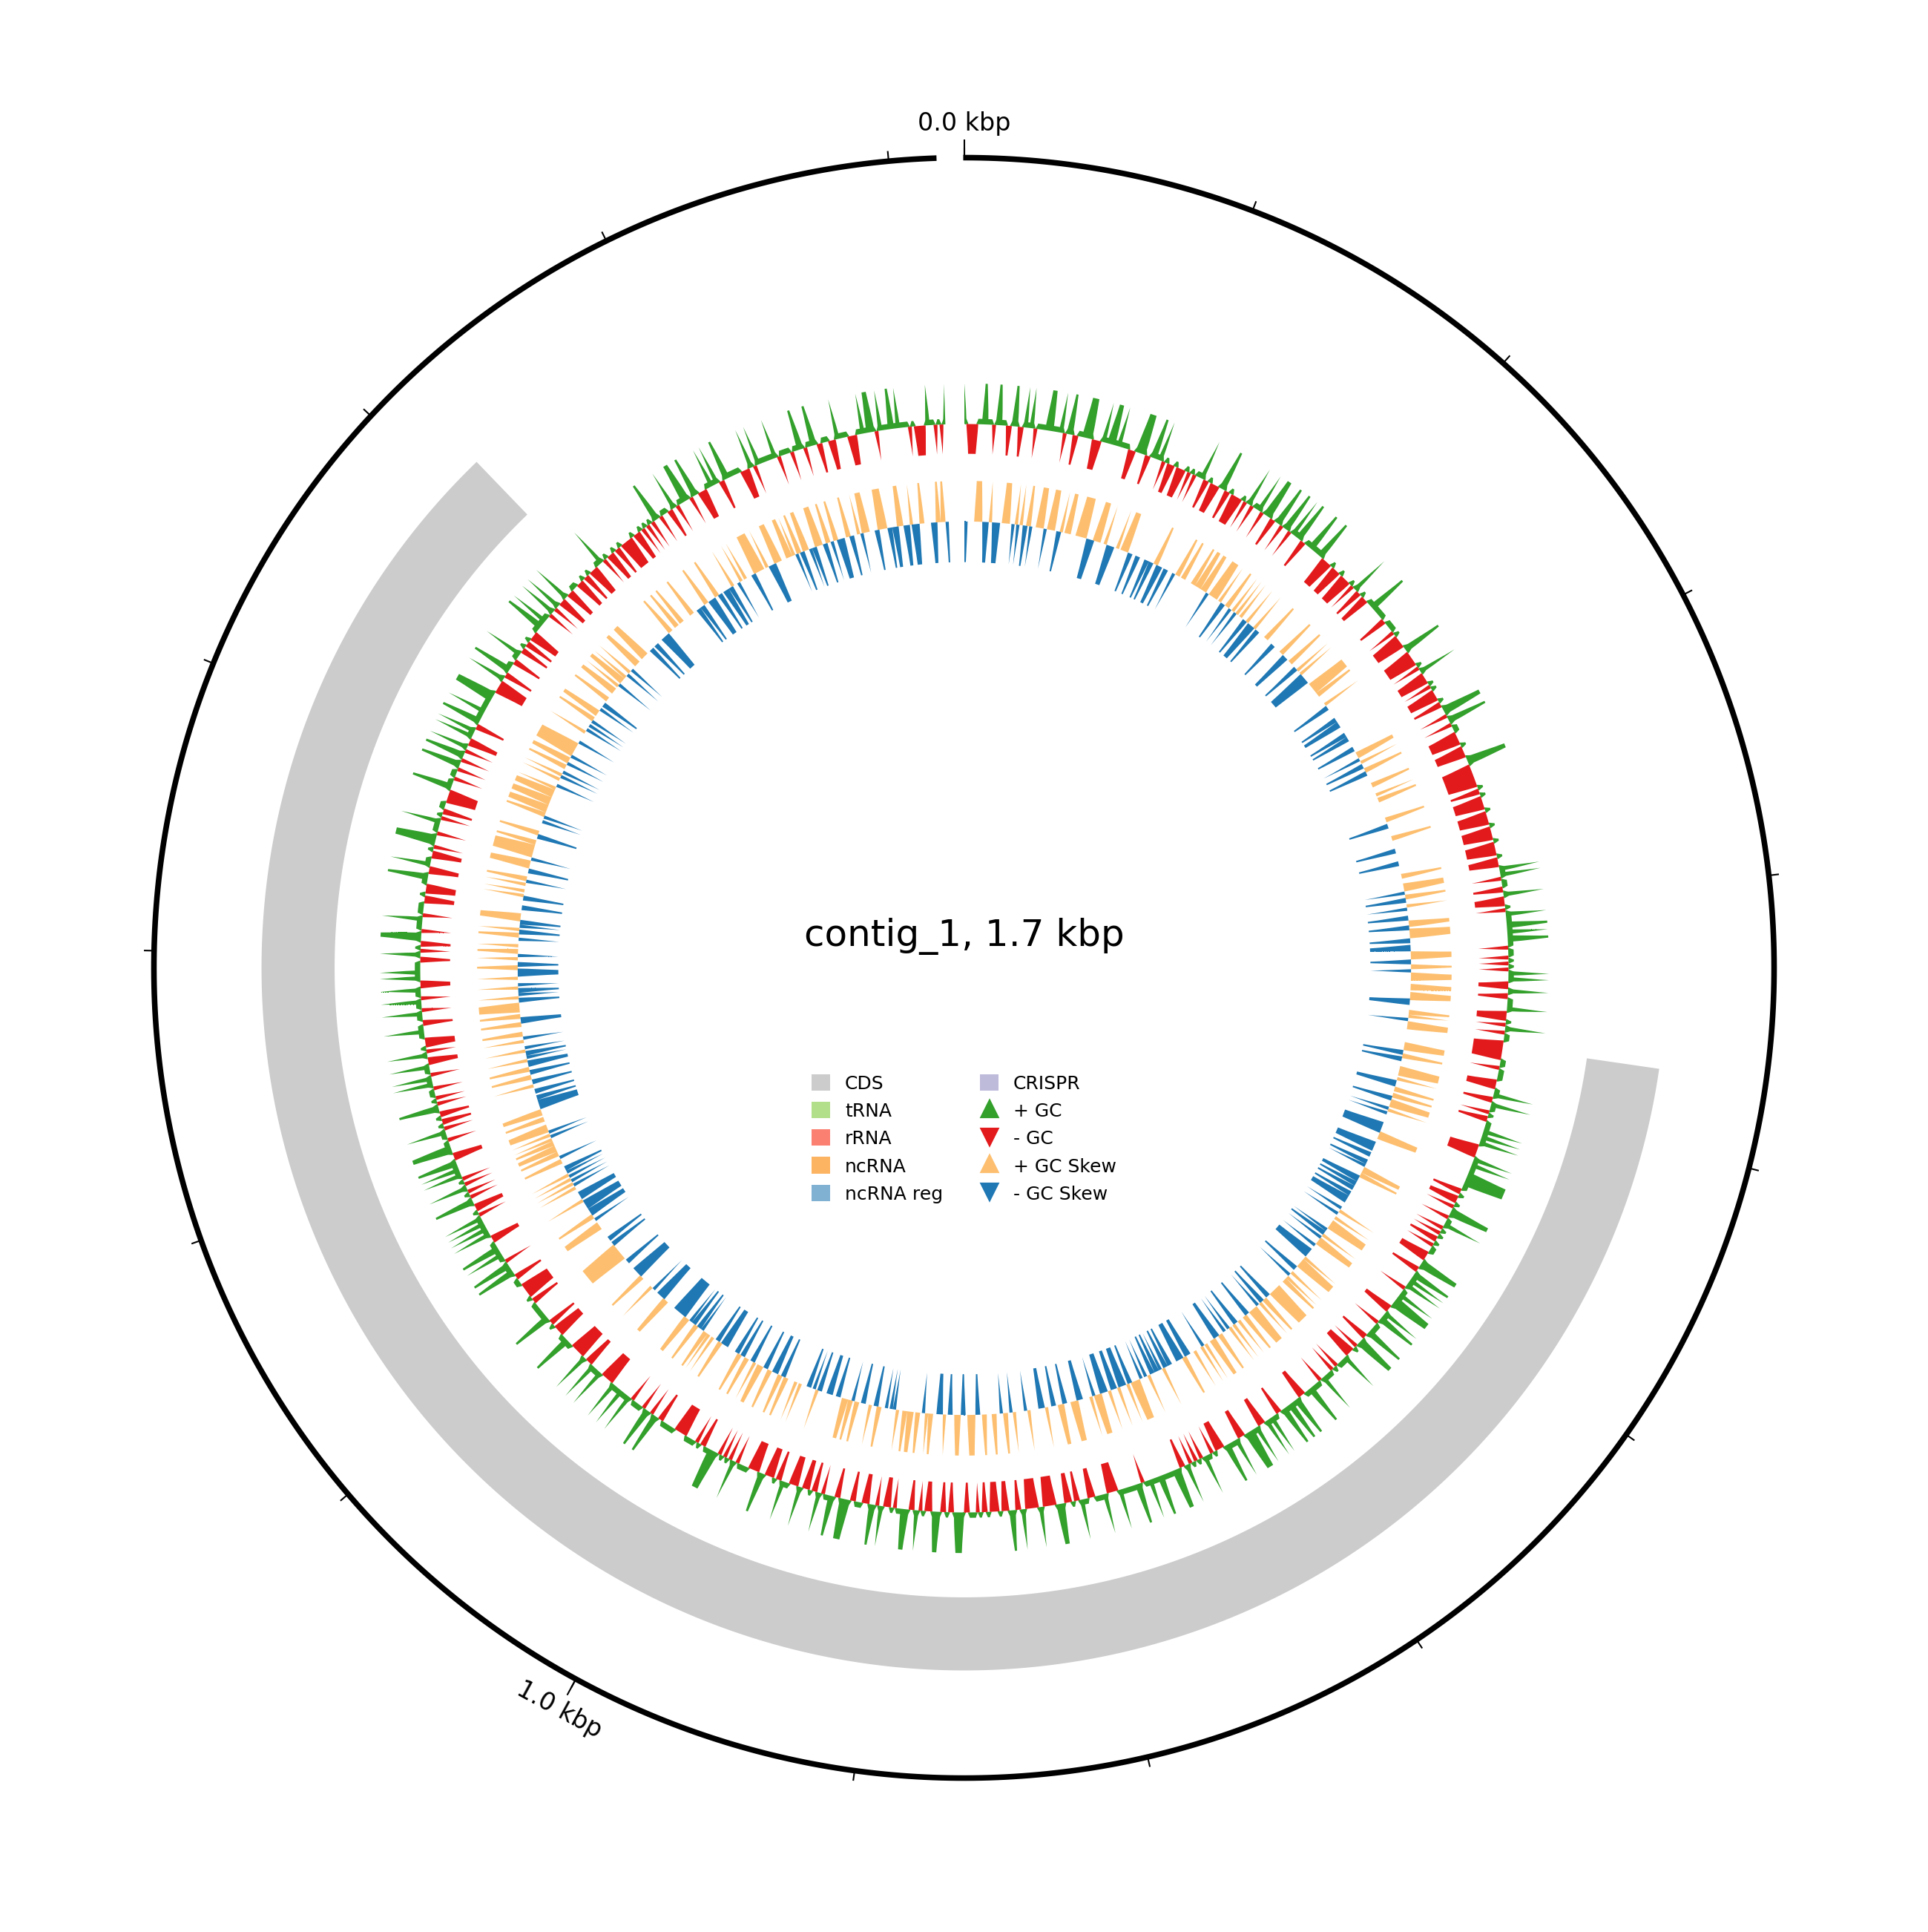 0.0 kbp
contig_1, 1.7 kbp
CDS
tRNA
rRNA
ncRNA
ncRNA reg
CRISPR
+ GC
- GC
+ GC Skew
- GC Skew
1.0 kbp